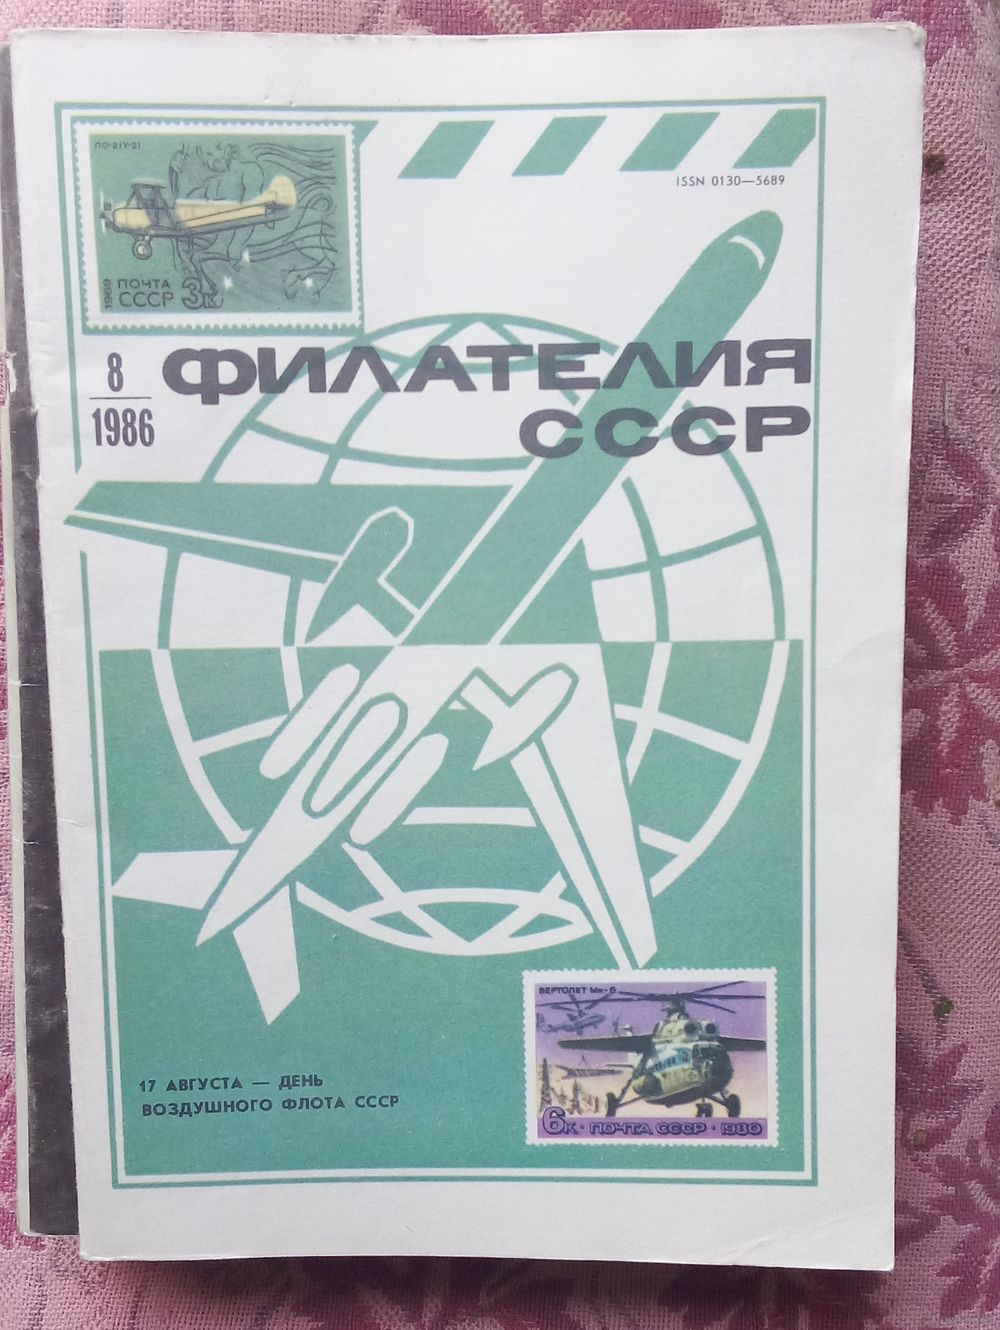 ПО-2(У-2)
ISSN 0130—5689
1969 ПОЧТА
СССР 3к
8
1986
ФИЛАТЕЛИЯ
СССР
ВЕРТОЛЕТ Ми-6
6к · ПОЧТА СССР · 1980
17 АВГУСТА — ДЕНЬ
ВОЗДУШНОГО ФЛОТА СССР